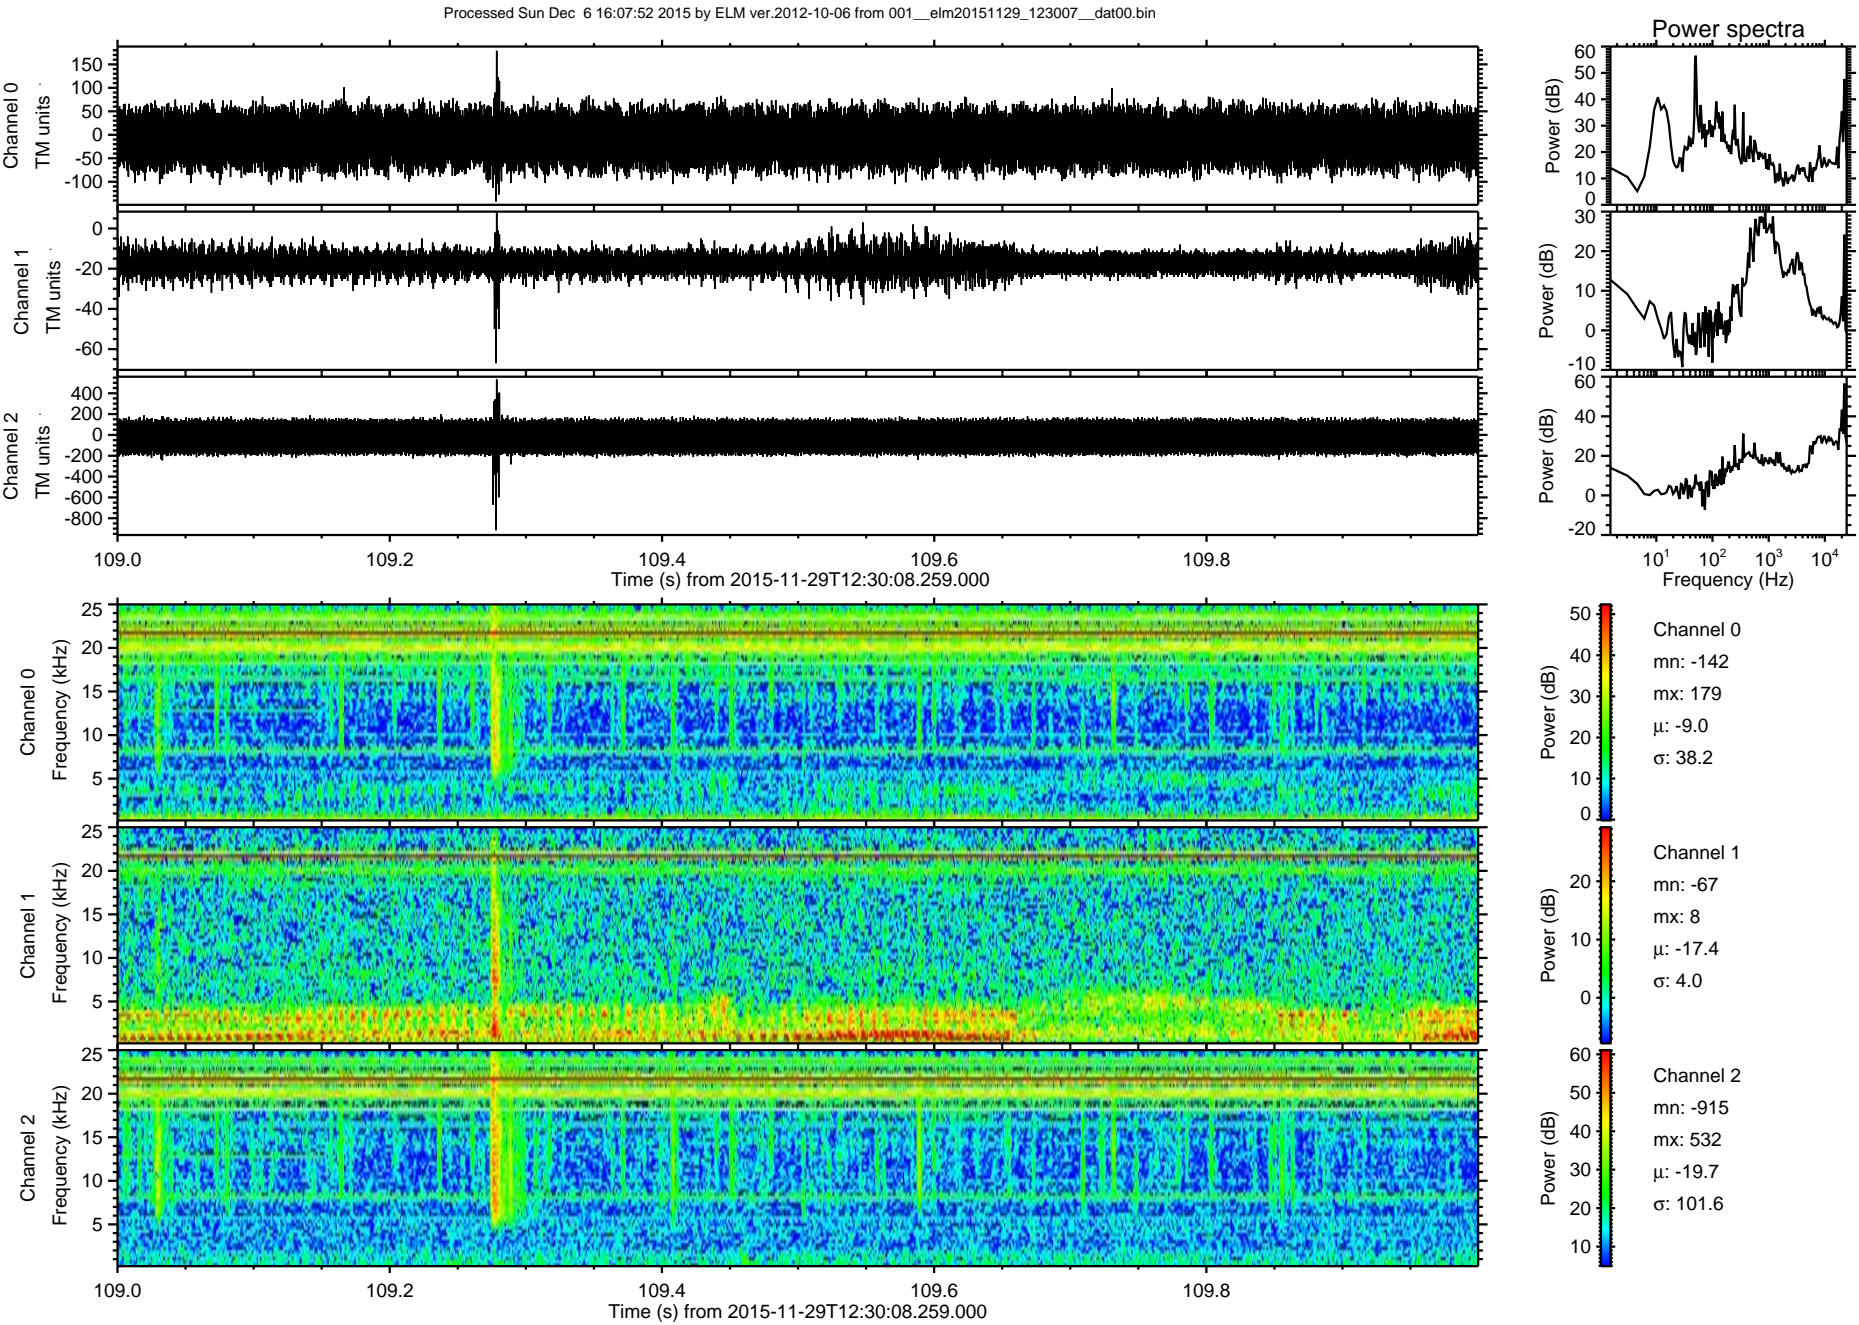 Processed Sun Dec  6 16:07:52 2015 by ELM ver.2012-10-06 from 001__elm20151129_123007__dat00.bin
Power spectra
Channel 0
TM units
150
100
50
0
-50
-100
Power (dB)
60
50
40
30
20
10
0
Channel 1
TM units
0
-20
-40
-60
Power (dB)
30
20
10
0
-10
Channel 2
TM units
400
200
0
-200
-400
-600
-800
Power (dB)
60
40
20
0
-20
109.0 109.2 109.4 109.6 109.8
Time (s) from 2015-11-29T12:30:08.259.000
10¹ 10² 10³ 10⁴
Frequency (Hz)
Channel 0
Frequency (kHz)
25
20
15
10
5
Power (dB)
50
40
30
20
10
0
Channel 0
mn: -142
mx: 179
µ: -9.0
σ: 38.2
Channel 1
Frequency (kHz)
25
20
15
10
5
Power (dB)
20
10
0
Channel 1
mn: -67
mx: 8
µ: -17.4
σ: 4.0
Channel 2
Frequency (kHz)
25
20
15
10
5
Power (dB)
60
50
40
30
20
10
Channel 2
mn: -915
mx: 532
µ: -19.7
σ: 101.6
109.0 109.2 109.4 109.6 109.8
Time (s) from 2015-11-29T12:30:08.259.000